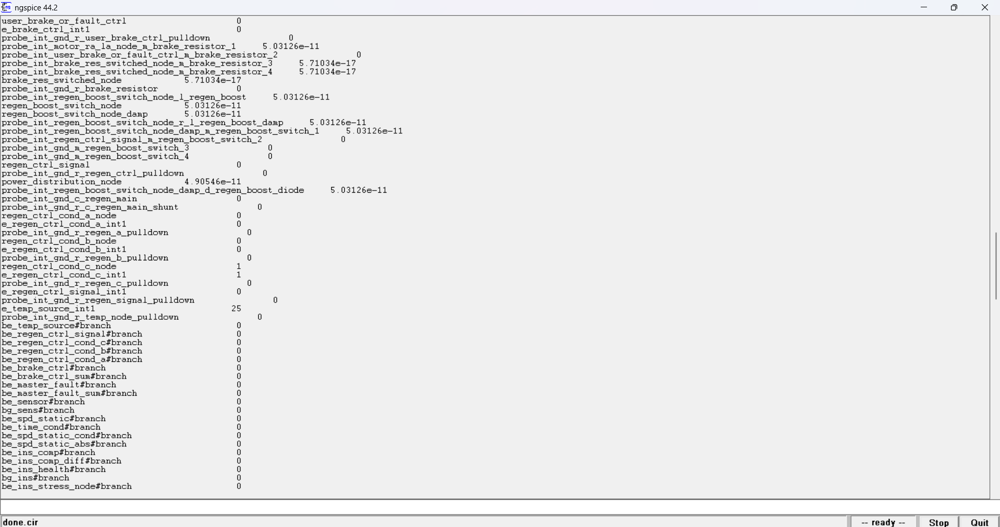 ngspice 44.2
user_brake_or_fault_ctrl 0
e_brake_ctrl_int1 0
probe_int_gnd_r_user_brake_ctrl_pulldown 0
probe_int_motor_ra_la_node_m_brake_resistor_1 5.03126e-11
probe_int_user_brake_or_fault_ctrl_m_brake_resistor_2 0
probe_int_brake_res_switched_node_m_brake_resistor_3 5.71034e-17
probe_int_brake_res_switched_node_m_brake_resistor_4 5.71034e-17
brake_res_switched_node 5.71034e-17
probe_int_gnd_r_brake_resistor 0
probe_int_regen_boost_switch_node_l_regen_boost 5.03126e-11
regen_boost_switch_node 5.03126e-11
regen_boost_switch_node_damp 5.03126e-11
probe_int_regen_boost_switch_node_r_l_regen_boost_damp 5.03126e-11
probe_int_regen_boost_switch_node_damp_m_regen_boost_switch_1 5.03126e-11
probe_int_regen_ctrl_signal_m_regen_boost_switch_2 0
probe_int_gnd_m_regen_boost_switch_3 0
probe_int_gnd_m_regen_boost_switch_4 0
regen_ctrl_signal 0
probe_int_gnd_r_regen_ctrl_pulldown 0
power_distribution_node 4.90546e-11
probe_int_regen_boost_switch_node_damp_d_regen_boost_diode 5.03126e-11
probe_int_gnd_c_regen_main 0
probe_int_gnd_r_c_regen_main_shunt 0
regen_ctrl_cond_a_node 0
e_regen_ctrl_cond_a_int1 0
probe_int_gnd_r_regen_a_pulldown 0
regen_ctrl_cond_b_node 0
e_regen_ctrl_cond_b_int1 0
probe_int_gnd_r_regen_b_pulldown 0
regen_ctrl_cond_c_node 1
e_regen_ctrl_cond_c_int1 1
probe_int_gnd_r_regen_c_pulldown 0
e_regen_ctrl_signal_int1 0
probe_int_gnd_r_regen_signal_pulldown 0
e_temp_source_int1 25
probe_int_gnd_r_temp_node_pulldown 0
be_temp_source#branch 0
be_regen_ctrl_signal#branch 0
be_regen_ctrl_cond_c#branch 0
be_regen_ctrl_cond_b#branch 0
be_regen_ctrl_cond_a#branch 0
be_brake_ctrl#branch 0
be_brake_ctrl_sum#branch 0
be_master_fault#branch 0
be_master_fault_sum#branch 0
be_sensor#branch 0
bg_sens#branch 0
be_spd_static#branch 0
be_time_cond#branch 0
be_spd_static_cond#branch 0
be_spd_static_abs#branch 0
be_ins_comp#branch 0
be_ins_comp_diff#branch 0
be_ins_health#branch 0
bg_ins#branch 0
be_ins_stress_node#branch 0
done.cir -- ready -- Stop Quit